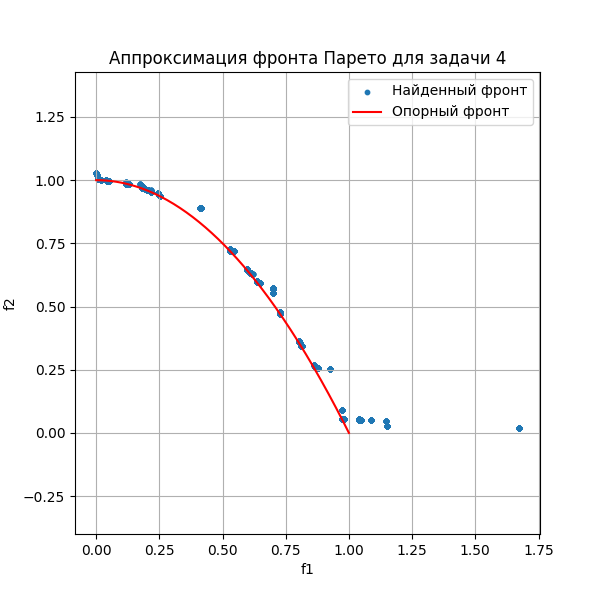 Аппроксимация фронта Парето для задачи 4
Найденный фронт
Опорный фронт
1.25
1.00
0.75
0.50
0.25
0.00
−0.25
f2
0.00 0.25 0.50 0.75 1.00 1.25 1.50 1.75
f1